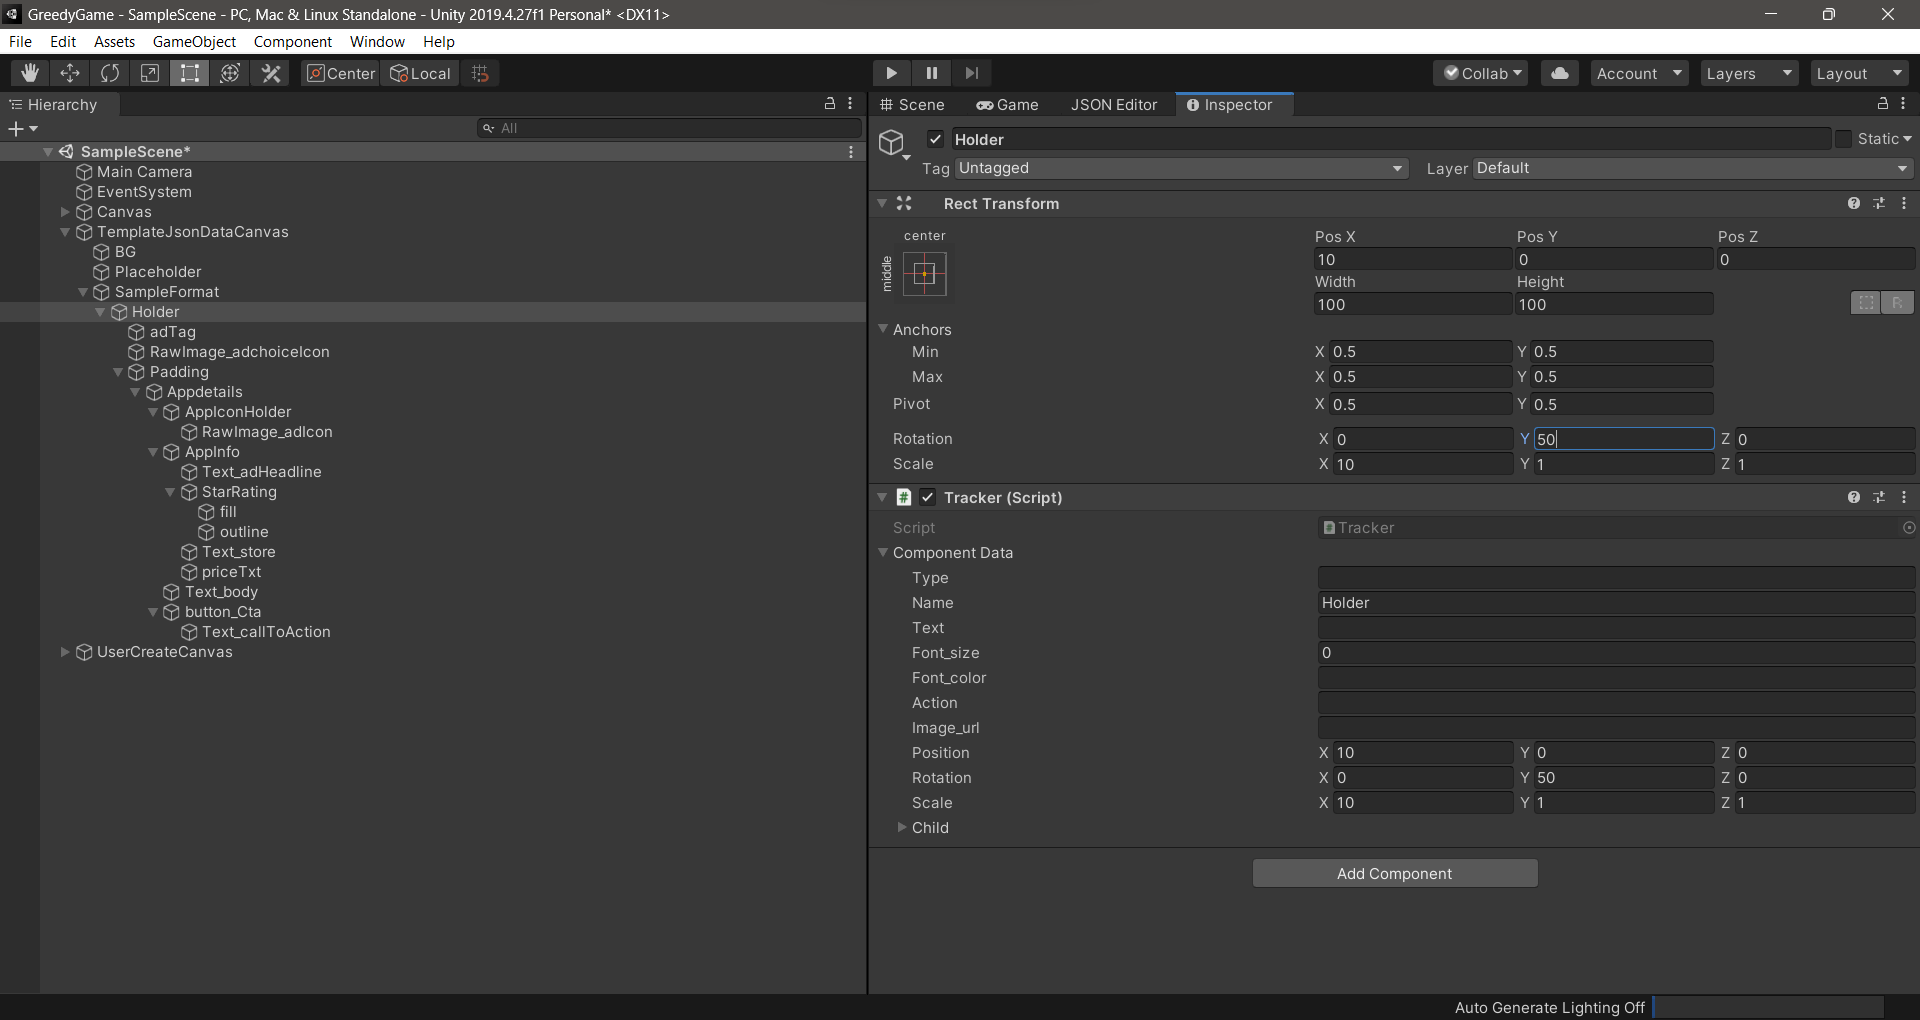 GreedyGame - SampleScene - PC, Mac & Linux Standalone - Unity 2019.4.27f1 Personal* <DX11>
File Edit Assets GameObject Component Window Help
Center Local Collab Account Layers Layout
Hierarchy
All
SampleScene*
Main Camera
EventSystem
Canvas
TemplateJsonDataCanvas
BG
Placeholder
SampleFormat
Holder
adTag
RawImage_adchoiceIcon
Padding
Appdetails
AppIconHolder
RawImage_adIcon
AppInfo
Text_adHeadline
StarRating
fill
outline
Text_store
priceTxt
Text_body
button_Cta
Text_callToAction
UserCreateCanvas
Scene Game JSON Editor Inspector
Holder Static
Tag Untagged Layer Default
Rect Transform
center
middle
Pos X Pos Y Pos Z
10 0 0
Width Height
100 100
R
Anchors
Min X 0.5 Y 0.5
Max X 0.5 Y 0.5
Pivot X 0.5 Y 0.5
Rotation X 0 Y 50 Z 0
Scale X 10 Y 1 Z 1
# Tracker (Script)
Script Tracker
Component Data
Type
Name Holder
Text
Font_size 0
Font_color
Action
Image_url
Position X 10 Y 0 Z 0
Rotation X 0 Y 50 Z 0
Scale X 10 Y 1 Z 1
Child
Add Component
Auto Generate Lighting Off